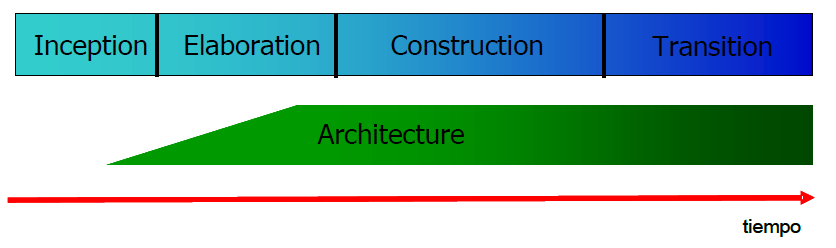 Inception Elaboration Construction Transition
Architecture
tiempo